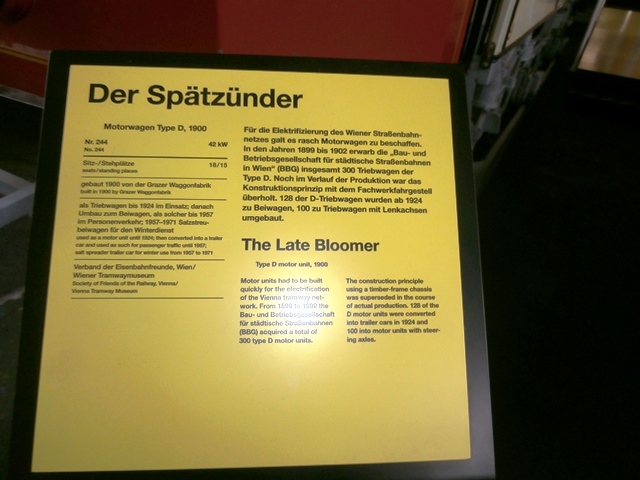 Der Spätzünder
Motorwagen Type D, 1900
Nr. 244 42 kW
No. 244
Sitz-/Stehplätze 18/15
seats/standing places
gebaut 1900 von der Grazer Waggonfabrik
built in 1900 by Grazer Waggonfabrik
als Triebwagen bis 1924 im Einsatz; danach
Umbau zum Beiwagen, als solcher bis 1957
im Personenverkehr; 1957–1971 Salzstreu-
beiwagen für den Winterdienst
used as a motor unit until 1924; then converted into a trailer
car and used as such for passenger traffic until 1957;
salt spreader trailer car for winter use from 1957 to 1971
Verband der Eisenbahnfreunde, Wien/
Wiener Tramwaymuseum
Society of Friends of the Railway, Vienna/
Vienna Tramway Museum
Für die Elektrifizierung des Wiener Straßenbahn-
netzes galt es rasch Motorwagen zu beschaffen.
In den Jahren 1899 bis 1902 erwarb die „Bau- und
Betriebsgesellschaft für städtische Straßenbahnen
in Wien“ (BBG) insgesamt 300 Triebwagen der
Type D. Noch im Verlauf der Produktion war das
Konstruktionsprinzip mit dem Fachwerkfahrgestell
überholt. 128 der D-Triebwagen wurden ab 1924
zu Beiwagen, 100 zu Triebwagen mit Lenkachsen
umgebaut.
The Late Bloomer
Type D motor unit, 1900
Motor units had to be built
quickly for the electrification
of the Vienna tramway net-
work. From 1899 to 1902 the
Bau- und Betriebsgesellschaft
für städtische Straßenbahnen
(BBG) acquired a total of
300 type D motor units.
The construction principle
using a timber-frame chassis
was superseded in the course
of actual production. 128 of the
D motor units were converted
into trailer cars in 1924 and
100 into motor units with steer-
ing axles.